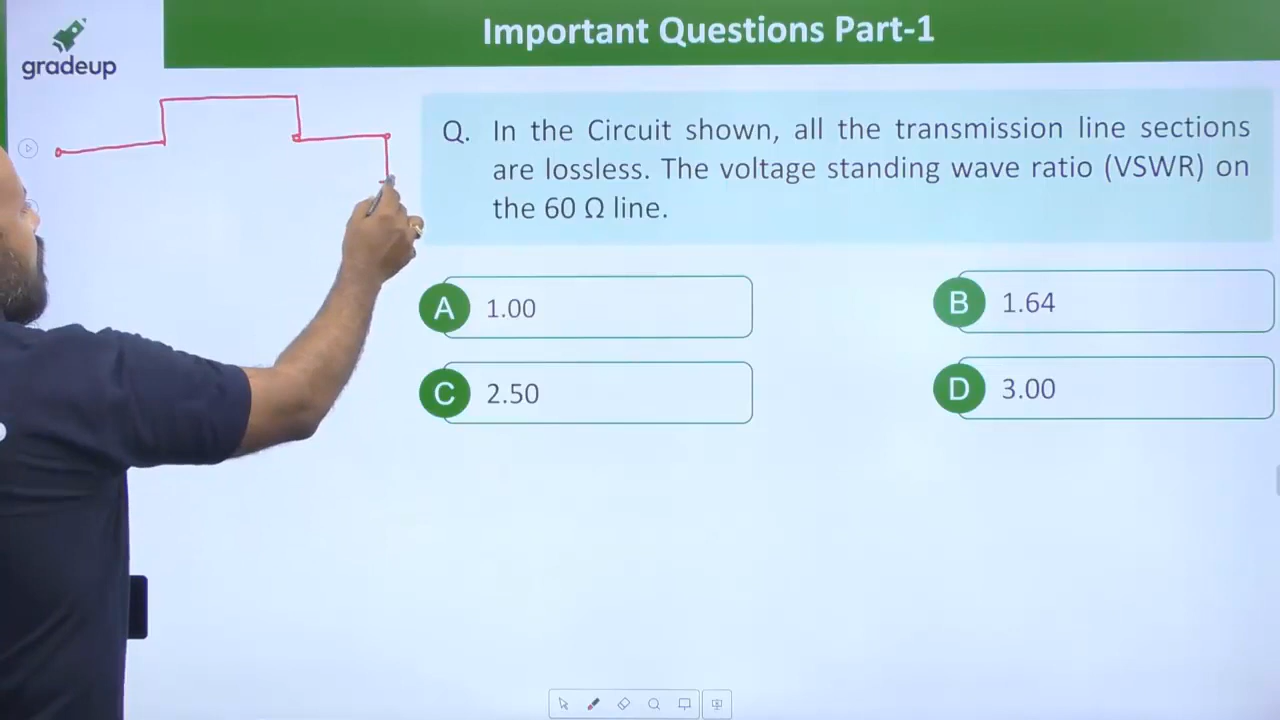 Important Questions Part-1
gradeup
Q. In the Circuit shown, all the transmission line sections
are lossless. The voltage standing wave ratio (VSWR) on
the 60 Ω line.
A 1.00
B 1.64
C 2.50
D 3.00